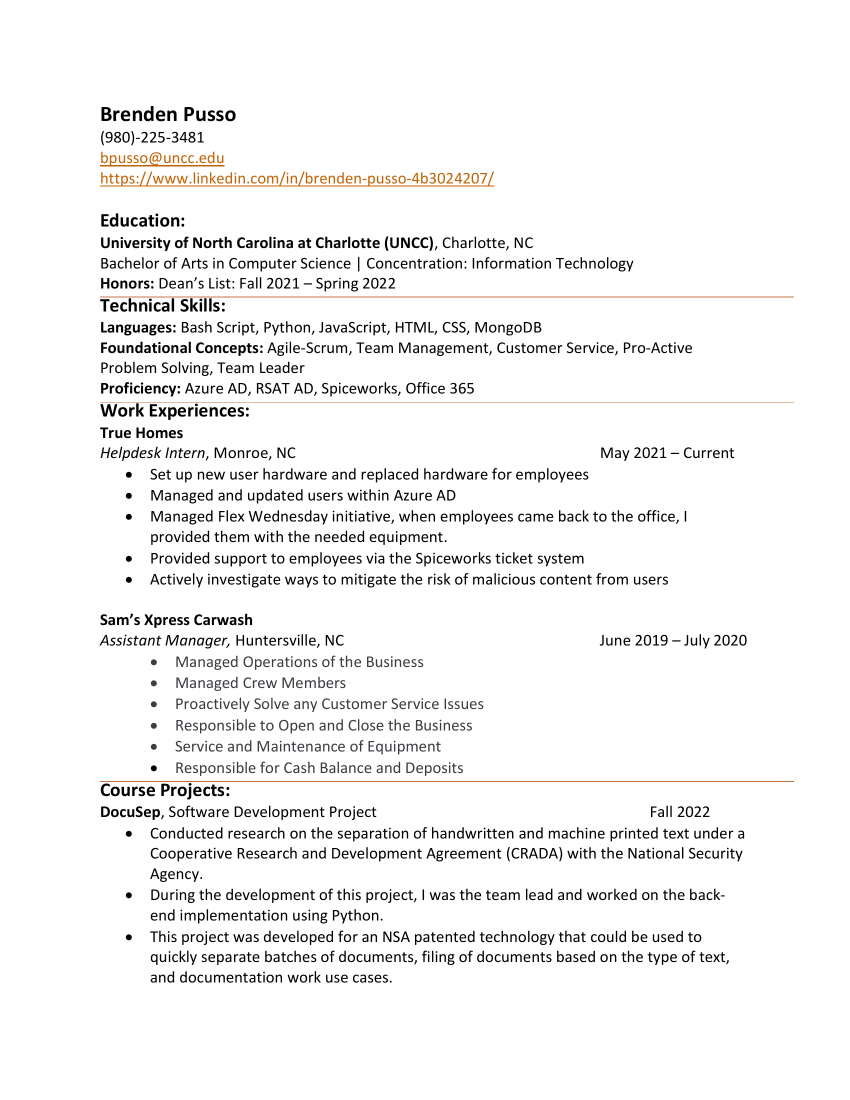 Brenden Pusso
(980)-225-3481
bpusso@uncc.edu
https://www.linkedin.com/in/brenden-pusso-4b3024207/
Education:
University of North Carolina at Charlotte (UNCC), Charlotte, NC
Bachelor of Arts in Computer Science | Concentration: Information Technology
Honors: Dean’s List: Fall 2021 – Spring 2022
Technical Skills:
Languages: Bash Script, Python, JavaScript, HTML, CSS, MongoDB
Foundational Concepts: Agile-Scrum, Team Management, Customer Service, Pro-Active
Problem Solving, Team Leader
Proficiency: Azure AD, RSAT AD, Spiceworks, Office 365
Work Experiences:
True Homes
Helpdesk Intern, Monroe, NC May 2021 – Current
• Set up new user hardware and replaced hardware for employees
• Managed and updated users within Azure AD
• Managed Flex Wednesday initiative, when employees came back to the office, I
provided them with the needed equipment.
• Provided support to employees via the Spiceworks ticket system
• Actively investigate ways to mitigate the risk of malicious content from users
Sam’s Xpress Carwash
Assistant Manager, Huntersville, NC June 2019 – July 2020
• Managed Operations of the Business
• Managed Crew Members
• Proactively Solve any Customer Service Issues
• Responsible to Open and Close the Business
• Service and Maintenance of Equipment
• Responsible for Cash Balance and Deposits
Course Projects:
DocuSep, Software Development Project Fall 2022
• Conducted research on the separation of handwritten and machine printed text under a
Cooperative Research and Development Agreement (CRADA) with the National Security
Agency.
• During the development of this project, I was the team lead and worked on the back-
end implementation using Python.
• This project was developed for an NSA patented technology that could be used to
quickly separate batches of documents, filing of documents based on the type of text,
and documentation work use cases.